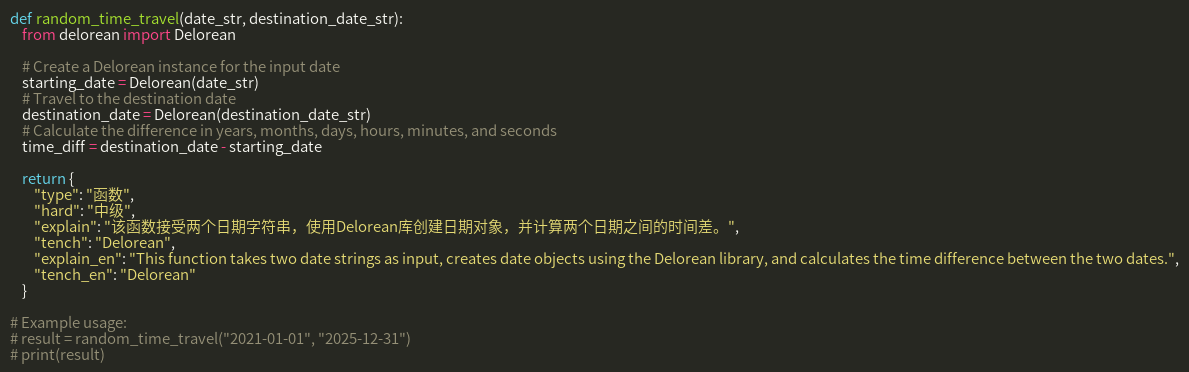 def random_time_travel(date_str, destination_date_str):
from delorean import Delorean
# Create a Delorean instance for the input date
starting_date = Delorean(date_str)
# Travel to the destination date
destination_date = Delorean(destination_date_str)
# Calculate the difference in years, months, days, hours, minutes, and seconds
time_diff = destination_date - starting_date
return {
"type": "函数",
"hard": "中级",
"explain": "该函数接受两个日期字符串，使用Delorean库创建日期对象，并计算两个日期之间的时间差。",
"tench": "Delorean",
"explain_en": "This function takes two date strings as input, creates date objects using the Delorean library, and calculates the time difference between the two dates.",
"tench_en": "Delorean"
}
# Example usage:
# result = random_time_travel("2021-01-01", "2025-12-31")
# print(result)